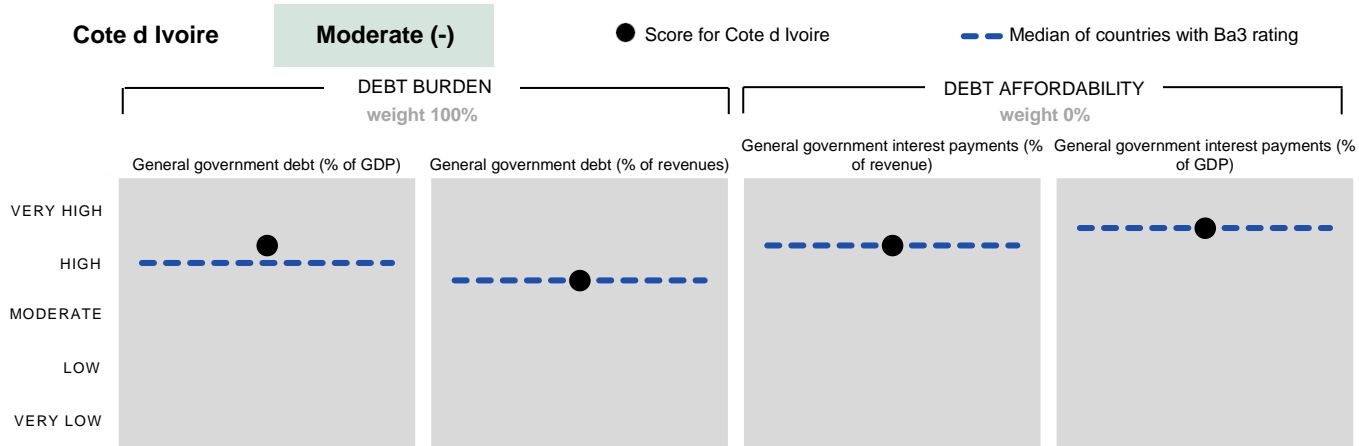 Cote d Ivoire
Moderate (-)
Score for Cote d Ivoire
Median of countries with Ba3 rating
DEBT BURDEN
weight 100%
DEBT AFFORDABILITY
weight 0%
General government debt (% of GDP)
General government debt (% of revenues)
General government interest payments (%
of revenue)
General government interest payments (%
of GDP)
VERY HIGH
HIGH
MODERATE
LOW
VERY LOW